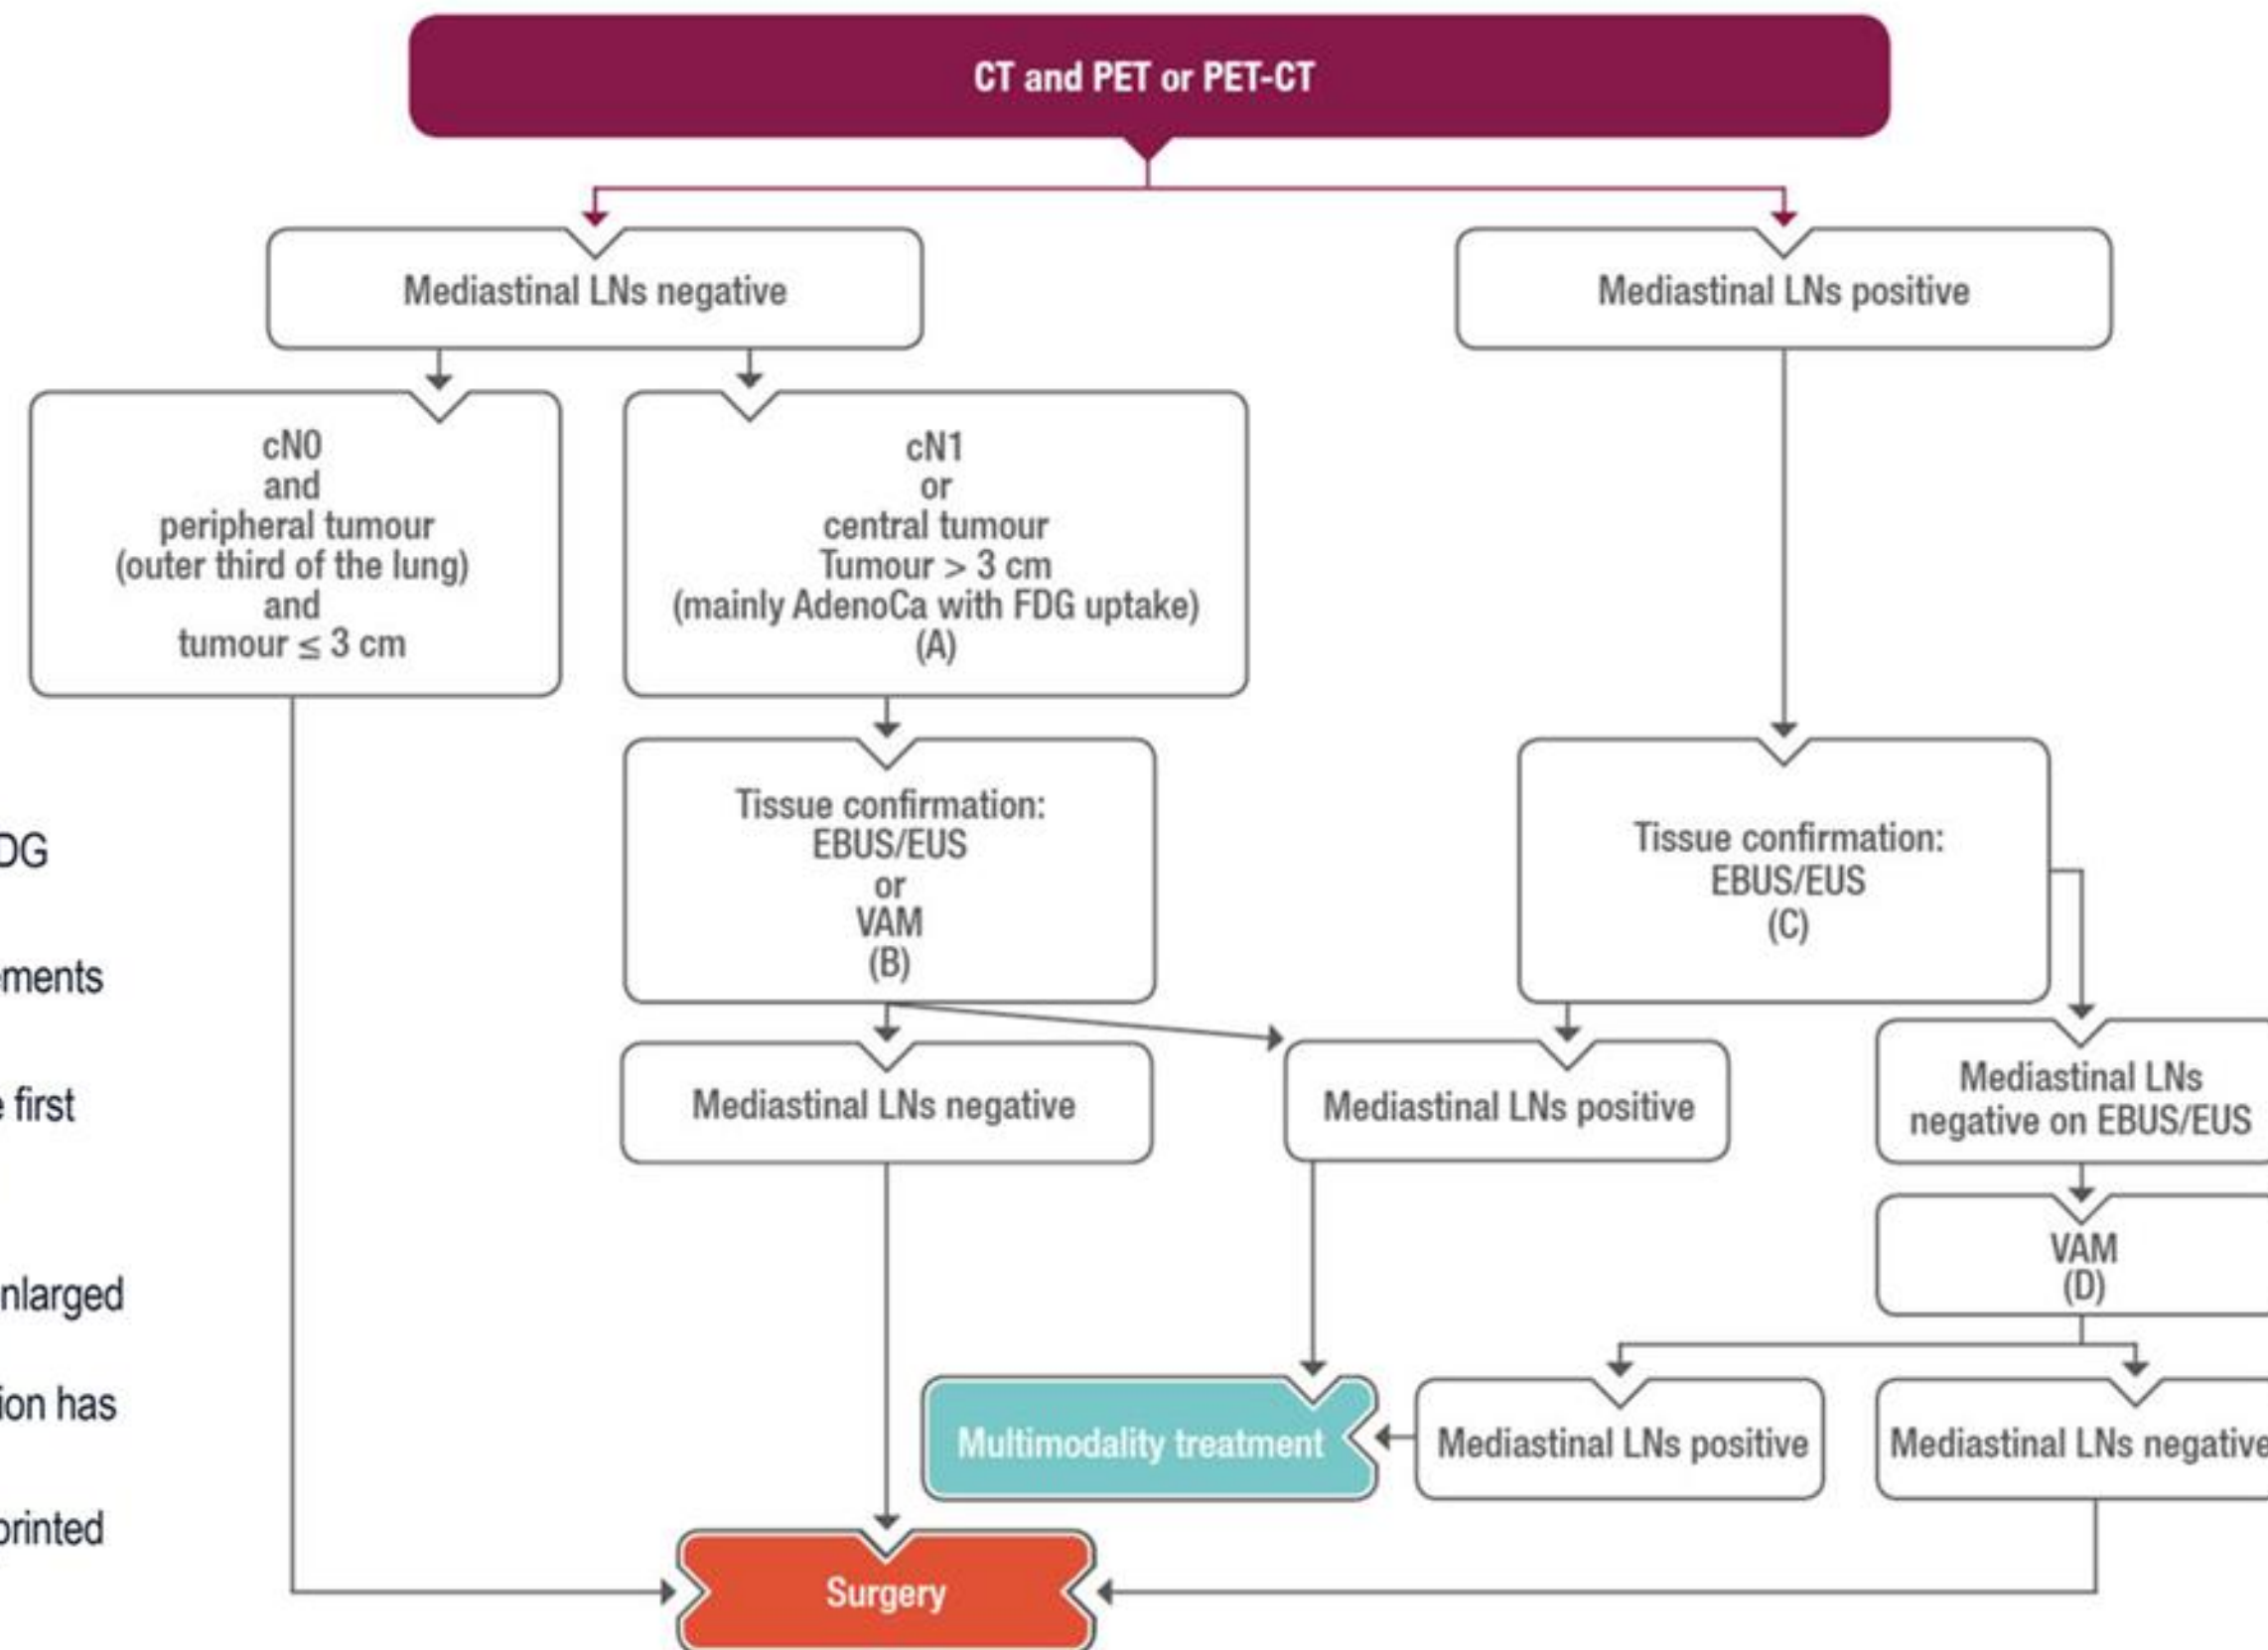 CT and PET or PET-CT
Mediastinal LNs negative
Mediastinal LNs positive
cN0
and
peripheral tumour
(outer third of the lung)
and
tumour ≤ 3 cm
cN1
or
central tumour
Tumour > 3 cm
(mainly AdenoCa with FDG uptake)
(A)
Tissue confirmation:
EBUS/EUS
or
VAM
(B)
Tissue confirmation:
EBUS/EUS
(C)
Mediastinal LNs negative
Mediastinal LNs positive
Mediastinal LNs
negative on EBUS/EUS
VAM
(D)
Multimodality treatment
Mediastinal LNs positive
Mediastinal LNs negative
Surgery
DG
ements
e first
nlarged
ion has
printed